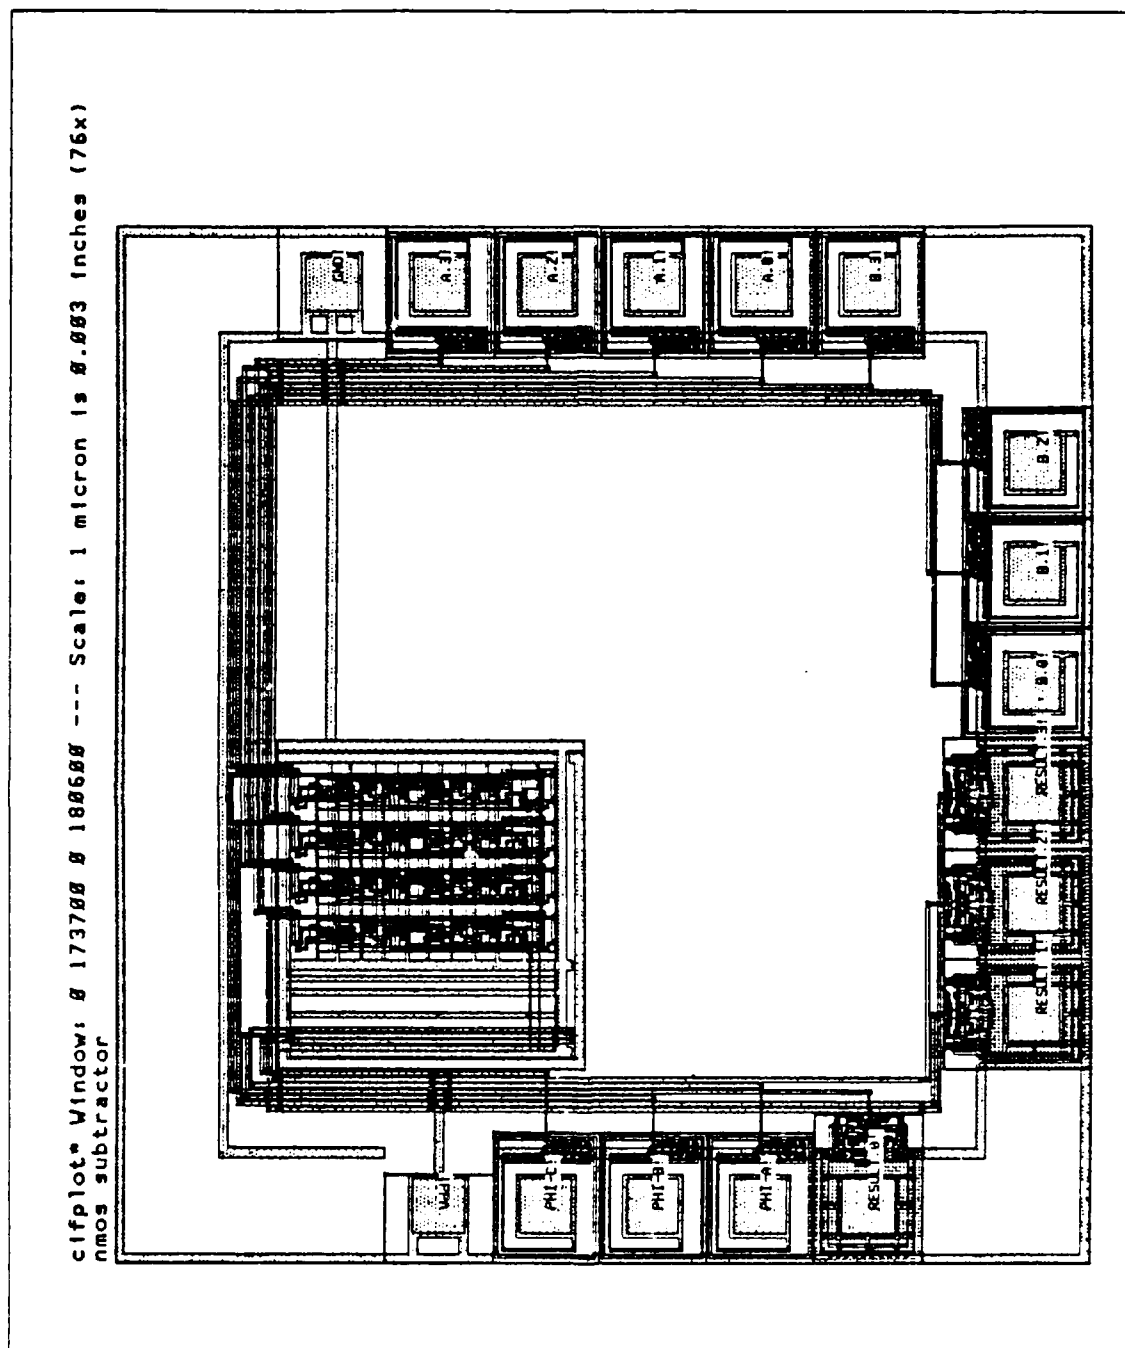 cifplot* Window: 0 173700 0 180600 --- Scale: 1 micron is 0.003 inches (76x)
nmos subtractor
GND!
A.3!
A.2!
A.1!
A.0!
B.3!
B.2!
B.1!
B.0!
RESULT.3!
RESULT.2!
RESULT.1!
RESULT.0!
PHI-A!
PHI-B!
PHI-C!
Vdd!